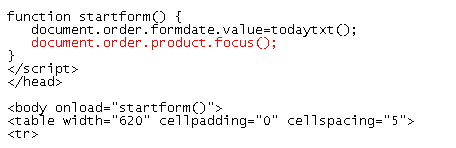 function startform() {
   document.order.formdate.value=todaytxt();
   document.order.product.focus();
}
</script>
</head>

<body onload="startform()">
<table width="620" cellpadding="0" cellspacing="5">
<tr>